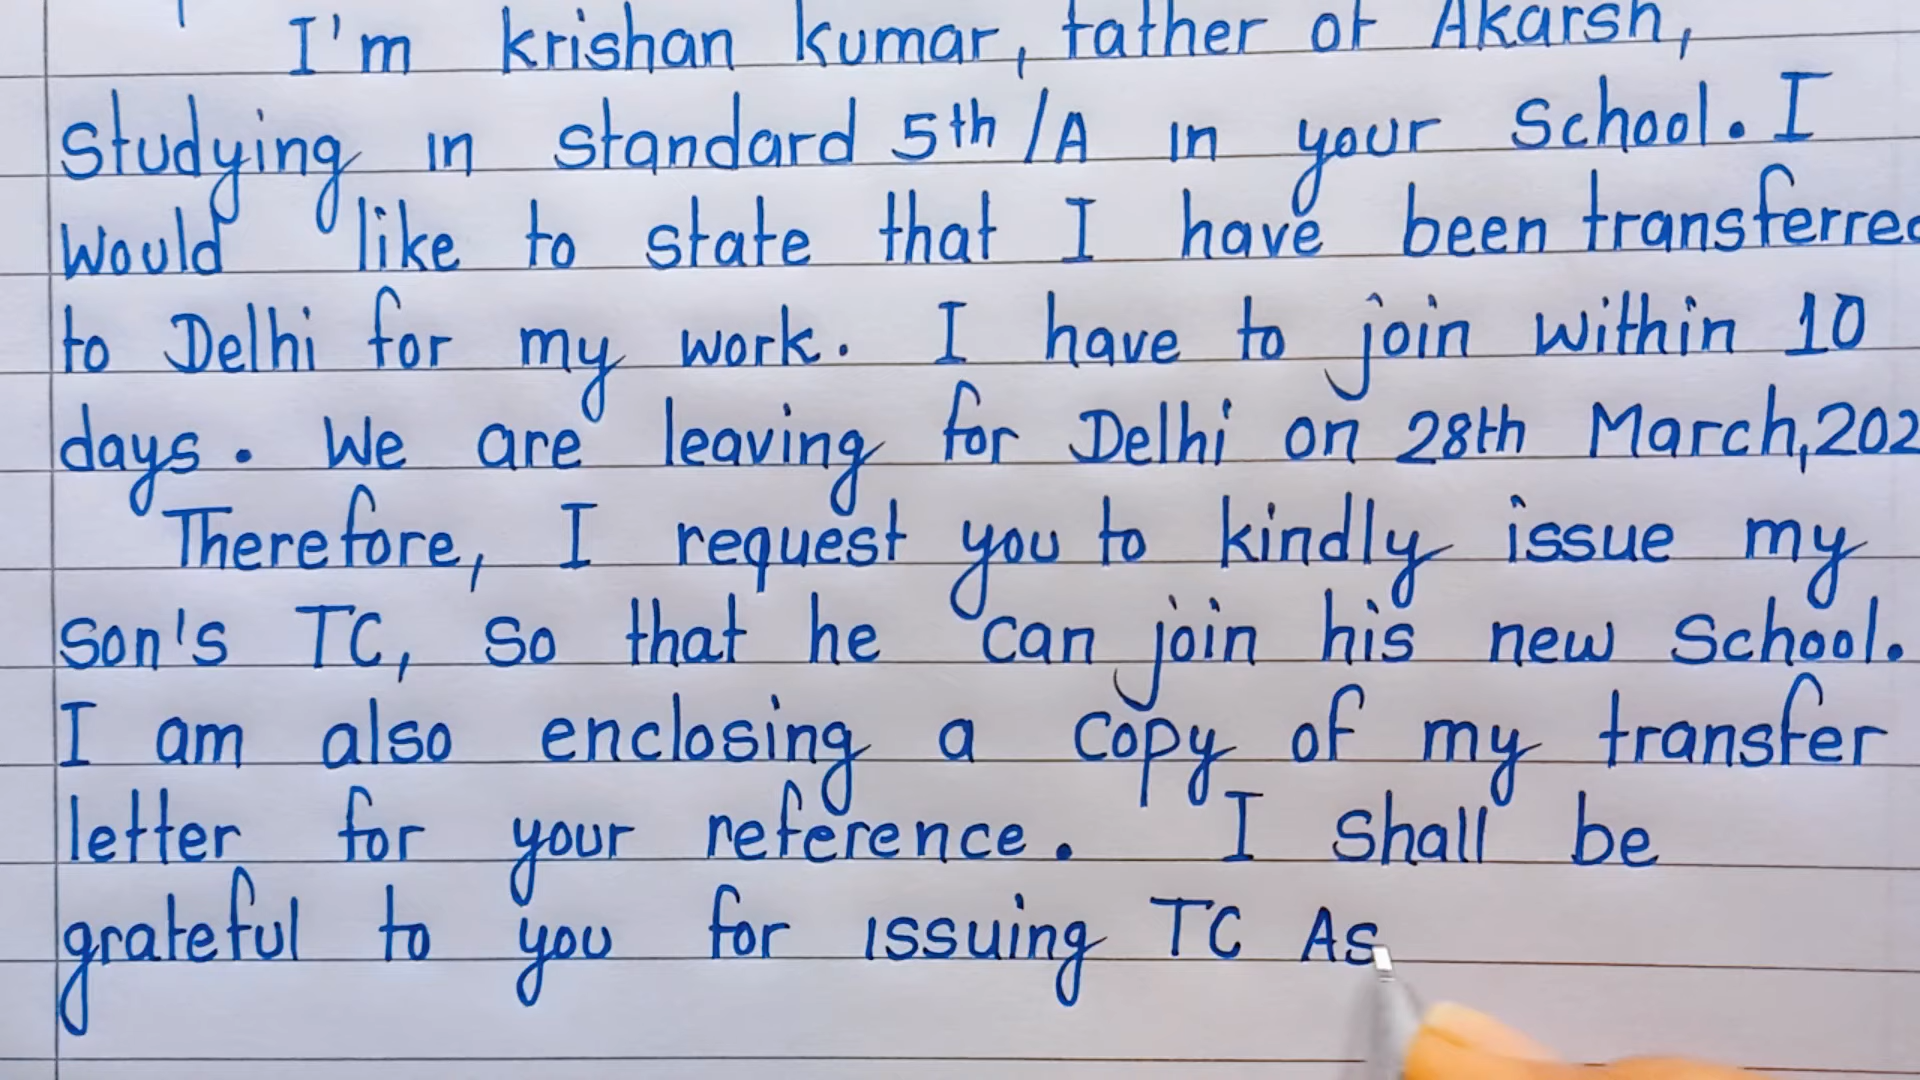 I'm krishan kumar, father of Akarsh,
Studying in standard 5th /A in your School. I
Would like to state that I have been transferred
to Delhi for my work. I have to join within 10
days. We are leaving for Delhi on 28th March,202
Therefore, I request you to kindly issue my
son's TC, so that he can join his new School.
I am also enclosing a copy of my transfer
letter for your reference. I shall be
grateful to you for issuing TC As